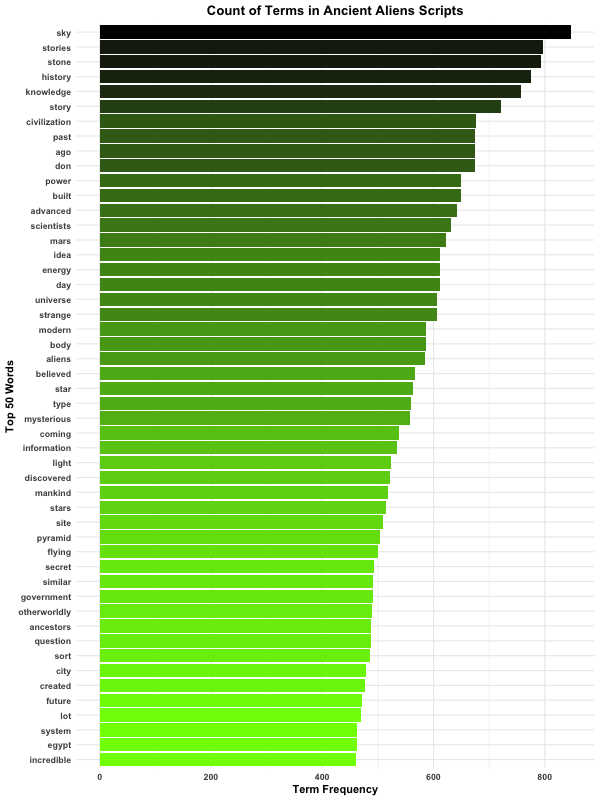 Count of Terms in Ancient Aliens Scripts
Top 50 Words
sky
stories
stone
history
knowledge
story
civilization
past
ago
don
power
built
advanced
scientists
mars
idea
energy
day
universe
strange
modern
body
aliens
believed
star
type
mysterious
coming
information
light
discovered
mankind
stars
site
pyramid
flying
secret
similar
government
otherworldly
ancestors
question
sort
city
created
future
lot
system
egypt
incredible
0 200 400 600 800
Term Frequency